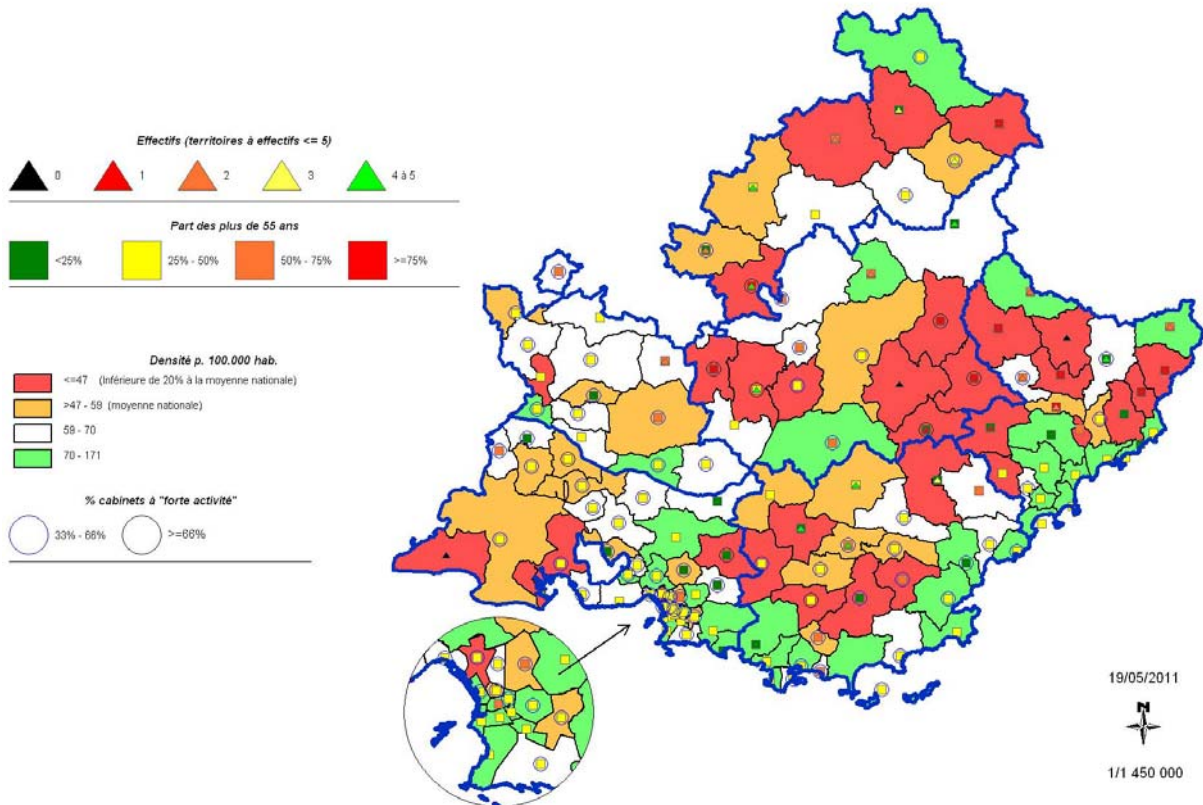 Effectifs (territoires à effectifs <= 5)
0 1 2 3 4 à 5
Part des plus de 55 ans
<25% 25% - 50% 50% - 75% >=75%
Densité p. 100.000 hab.
<=47 (Inférieure de 20% à la moyenne nationale)
>47 - 59 (moyenne nationale)
59 - 70
70 - 171
% cabinets à "forte activité"
33% - 66% >=66%
19/05/2011
N
1/1 450 000